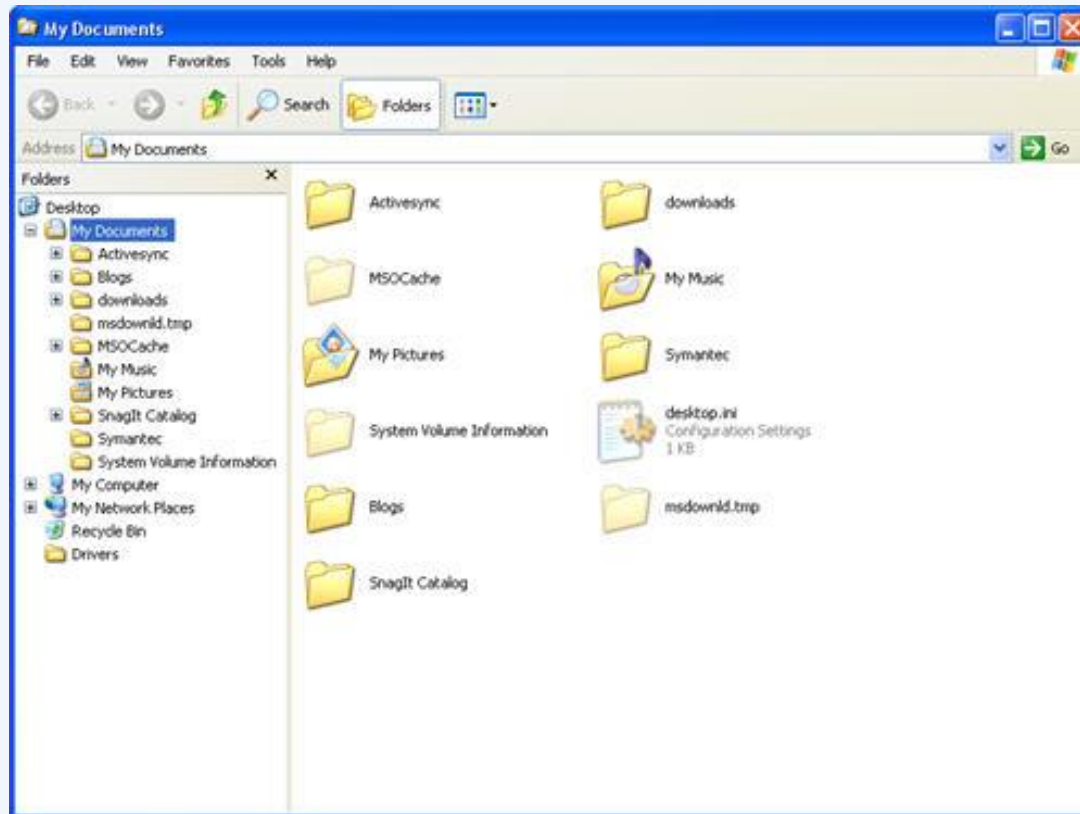 My Documents
File Edit View Favorites Tools Help
Back Search Folders
Address My Documents Go
Folders
Desktop
My Documents
Activesync
Blogs
downloads
msdownld.tmp
MSOCache
My Music
My Pictures
SnagIt Catalog
Symantec
System Volume Information
My Computer
My Network Places
Recycle Bin
Drivers
Activesync
downloads
MSOCache
My Music
My Pictures
Symantec
System Volume Information
desktop.ini
Configuration Settings
1 KB
Blogs
msdownld.tmp
SnagIt Catalog